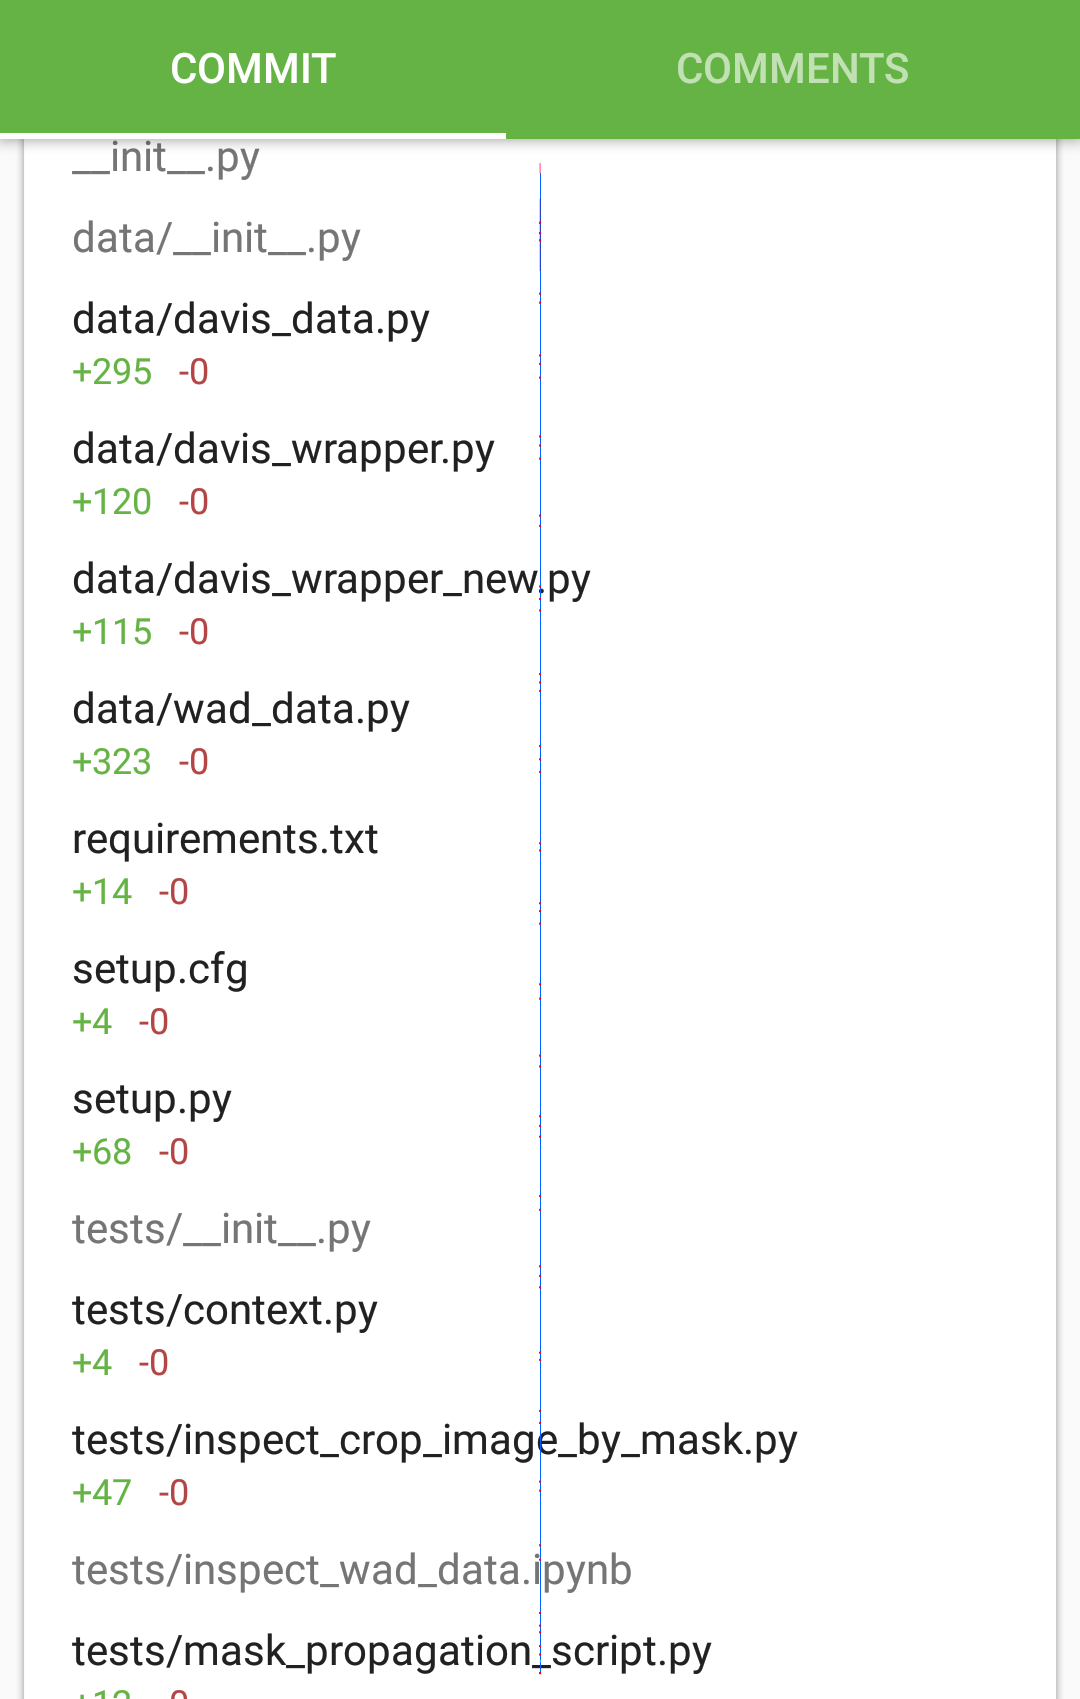 COMMIT COMMENTS
__init__.py
data/__init__.py
data/davis_data.py
+295 -0
data/davis_wrapper.py
+120 -0
data/davis_wrapper_new.py
+115 -0
data/wad_data.py
+323 -0
requirements.txt
+14 -0
setup.cfg
+4 -0
setup.py
+68 -0
tests/__init__.py
tests/context.py
+4 -0
tests/inspect_crop_image_by_mask.py
+47 -0
tests/inspect_wad_data.ipynb
tests/mask_propagation_script.py